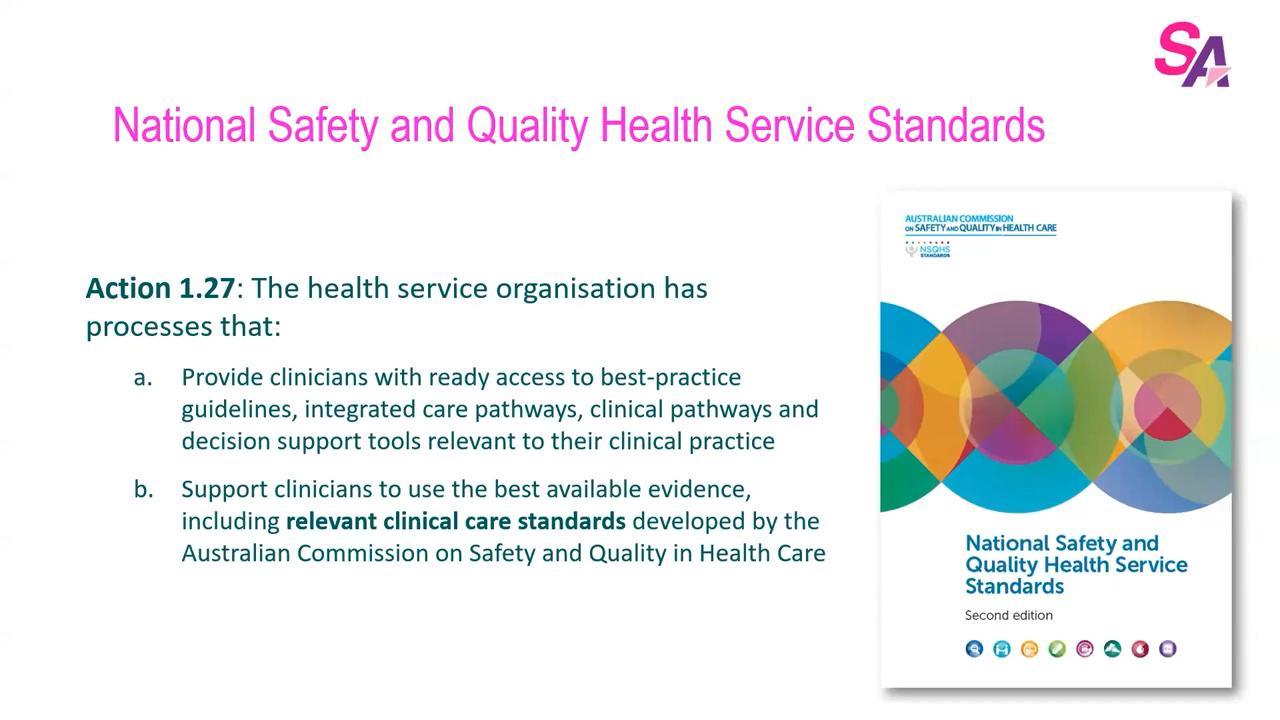 SA
National Safety and Quality Health Service Standards
Action 1.27: The health service organisation has
processes that:
a. Provide clinicians with ready access to best-practice
guidelines, integrated care pathways, clinical pathways and
decision support tools relevant to their clinical practice
b. Support clinicians to use the best available evidence,
including relevant clinical care standards developed by the
Australian Commission on Safety and Quality in Health Care
AUSTRALIAN COMMISSION
ON SAFETY AND QUALITY IN HEALTH CARE
NSQHS
STANDARDS
National Safety and
Quality Health Service
Standards
Second edition